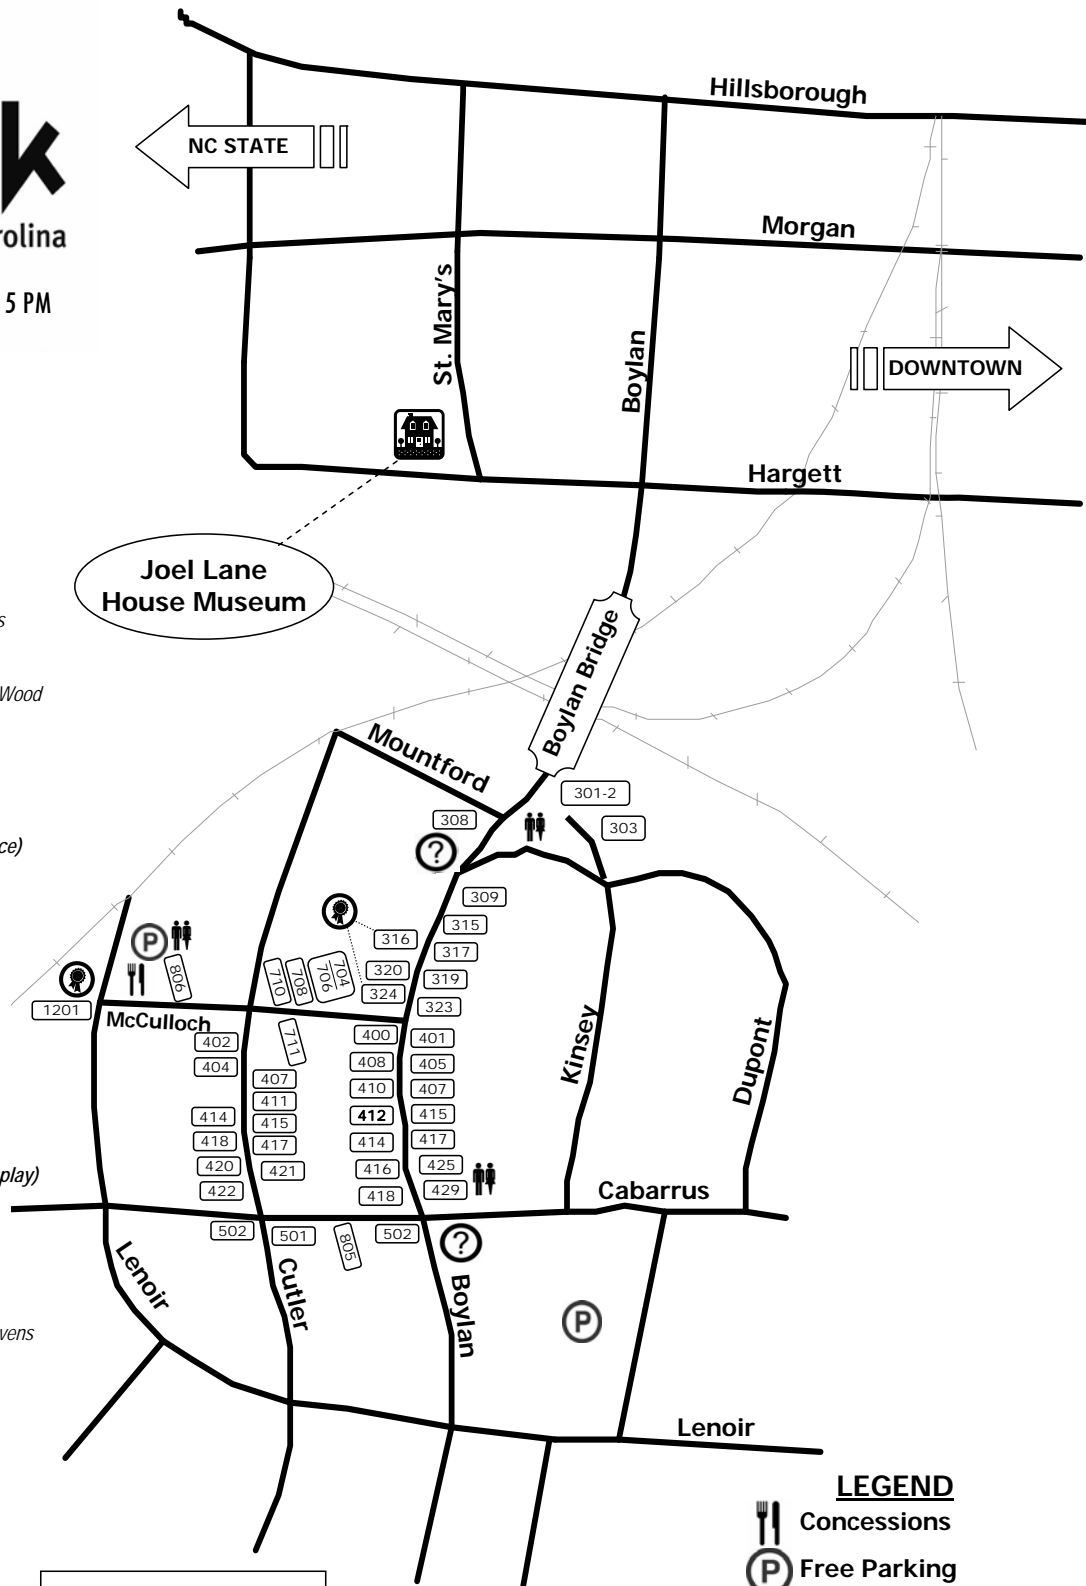 k
rolina
5 PM
Hillsborough
NC STATE
Morgan
St. Mary's
Boylan
DOWNTOWN
Hargett
Joel Lane
House Museum
s
Wood
Boylan Bridge
Mountford
301-2
308
303
?
ce)
309
315
316
317
P
320
319
710
708
704
706
324
806
323
1201
McCulloch
402
711
400
401
404
408
405
407
410
407
411
414
415
412
415
418
417
414
417
420
421
416
425
422
418
429
play)
Kinsey
Dupont
Cabarrus
502
501
805
502
?
Lenoir
Cutler
Boylan
P
vens
Lenoir
LEGEND
Concessions
P Free Parking